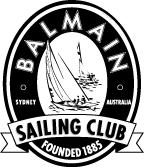 BALMAIN
SYDNEY AUSTRALIA
SAILING CLUB
FOUNDED 1885